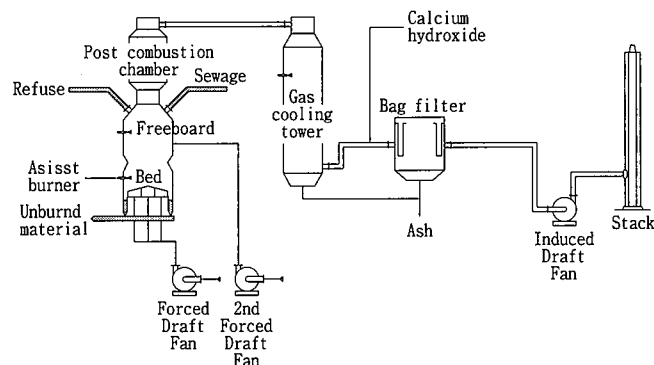 Calcium
hydroxide
Post combustion
chamber
Sewage
Refuse
Gas
cooling
tower
Bag filter
Freeboard
Asisst
burner
Bed
Unburnd
material
Ash
Stack
Induced
Draft
Fan
Forced
Draft
Fan
2nd
Forced
Draft
Fan